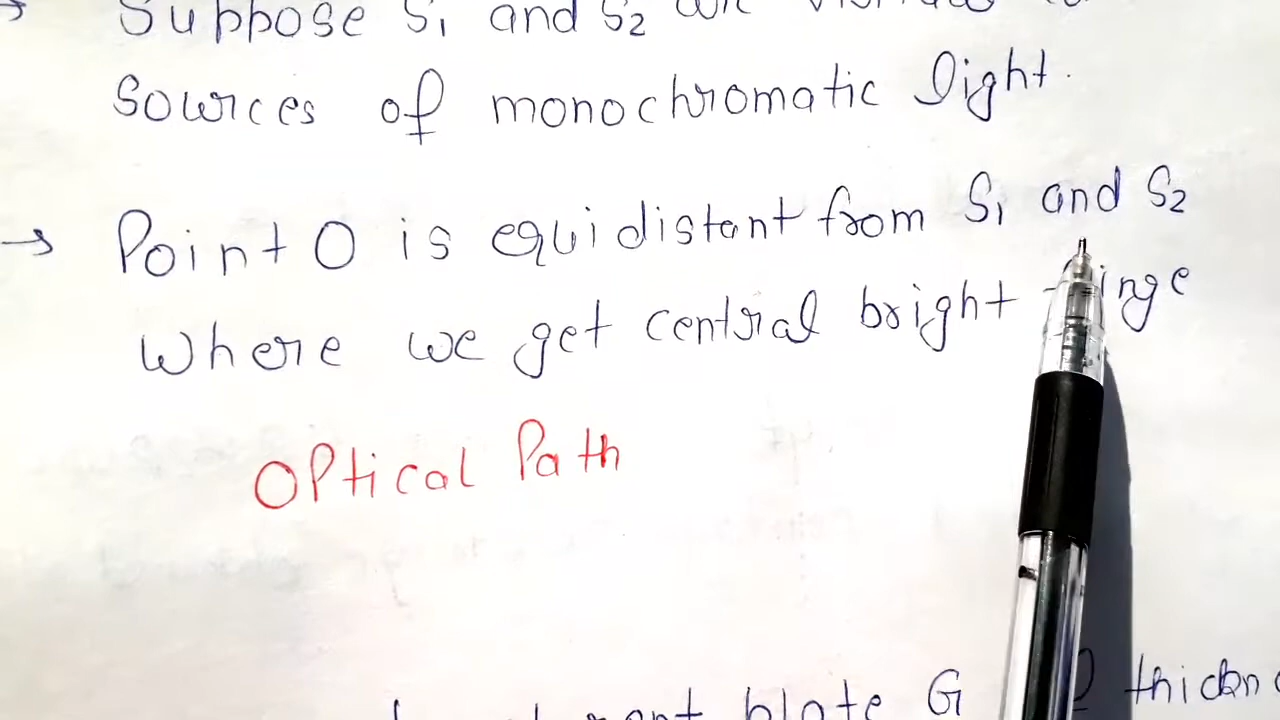 Suppose S1 and S2
Sources of monochromatic light.
→ Point O is equidistant from S1 and S2
where we get central bright
Optical Path
plate G